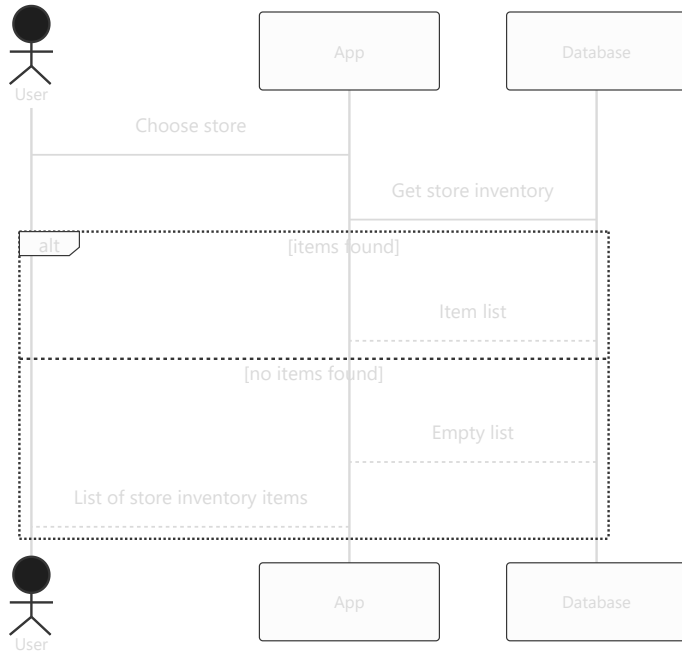 App
Database
User
Choose store
Get store inventory
alt
[items found]
Item list
[no items found]
Empty list
List of store inventory items
App
Database
User